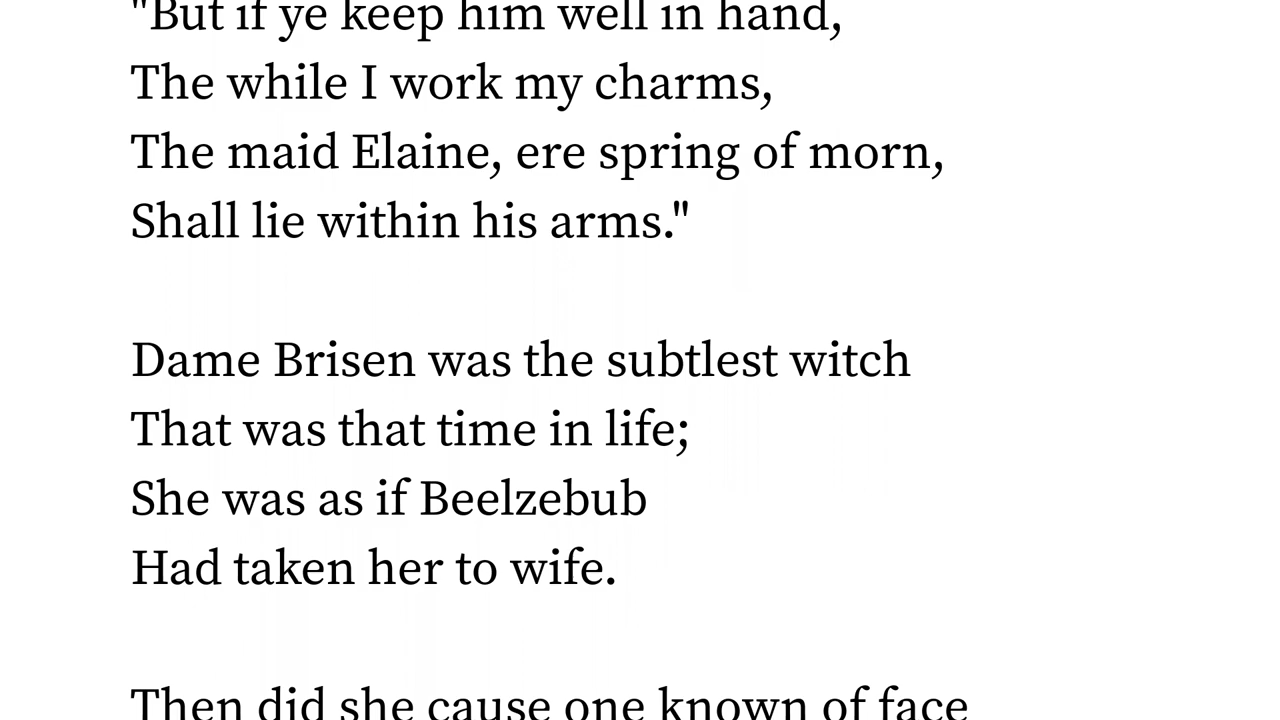 "But if ye keep him well in hand,
The while I work my charms,
The maid Elaine, ere spring of morn,
Shall lie within his arms."
Dame Brisen was the subtlest witch
That was that time in life;
She was as if Beelzebub
Had taken her to wife.
Then did she cause one known of face